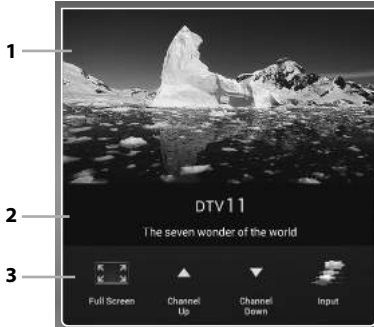 1
DTV11
2
The seven wonder of the world
3
Full Screen Channel Up Channel Down Input